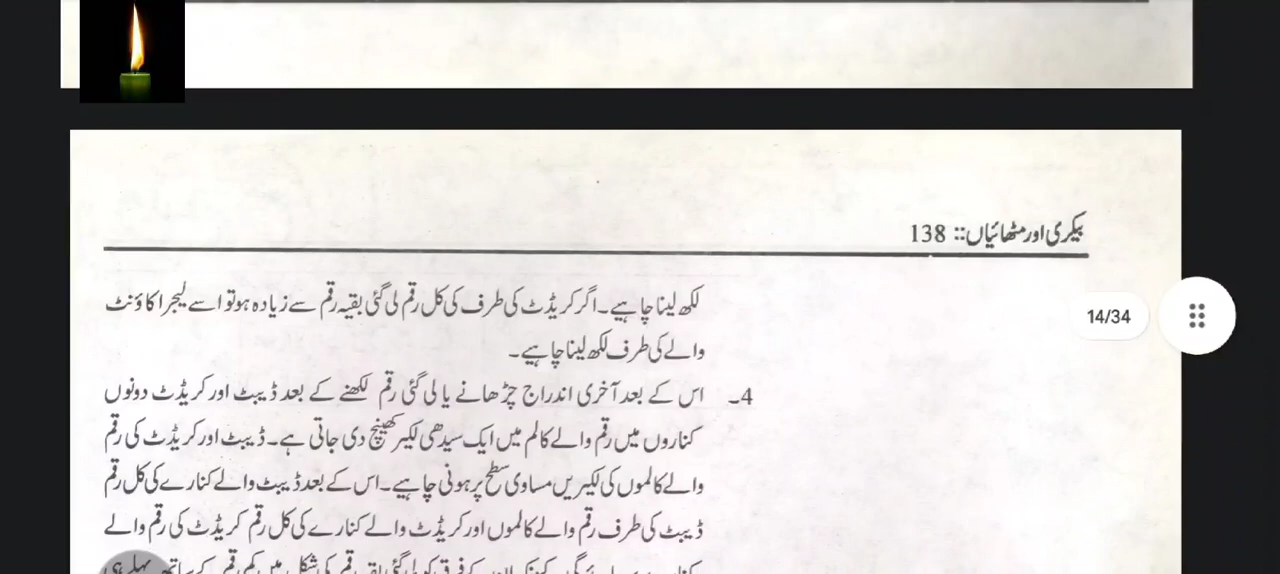 بیکری اور مٹھائیاں:: 138
14/34
لکھ لینا چاہیے۔ اگر کریڈٹ کی طرف کی کل رقم لی گئی بقیہ رقم سے زیادہ ہو تو اسے لیجر اکاؤنٹ
والے کی طرف لکھ لینا چاہیے۔
4۔ اس کے بعد آخری اندراج چڑھانے یا لی گئی رقم لکھنے کے بعد ڈیبٹ اور کریڈٹ دونوں
کناروں میں رقم والے کالم میں ایک سیدھی لکیر کھینچ دی جاتی ہے۔ ڈیبٹ اور کریڈٹ کی رقم
والے کالموں کی لکیریں مساوی سطح پر ہونی چاہیے۔ اس کے بعد ڈیبٹ والے کنارے کی کل رقم
ڈیبٹ کی طرف رقم والے کالموں اور کریڈٹ والے کنارے کی کل رقم کریڈٹ کی رقم والے